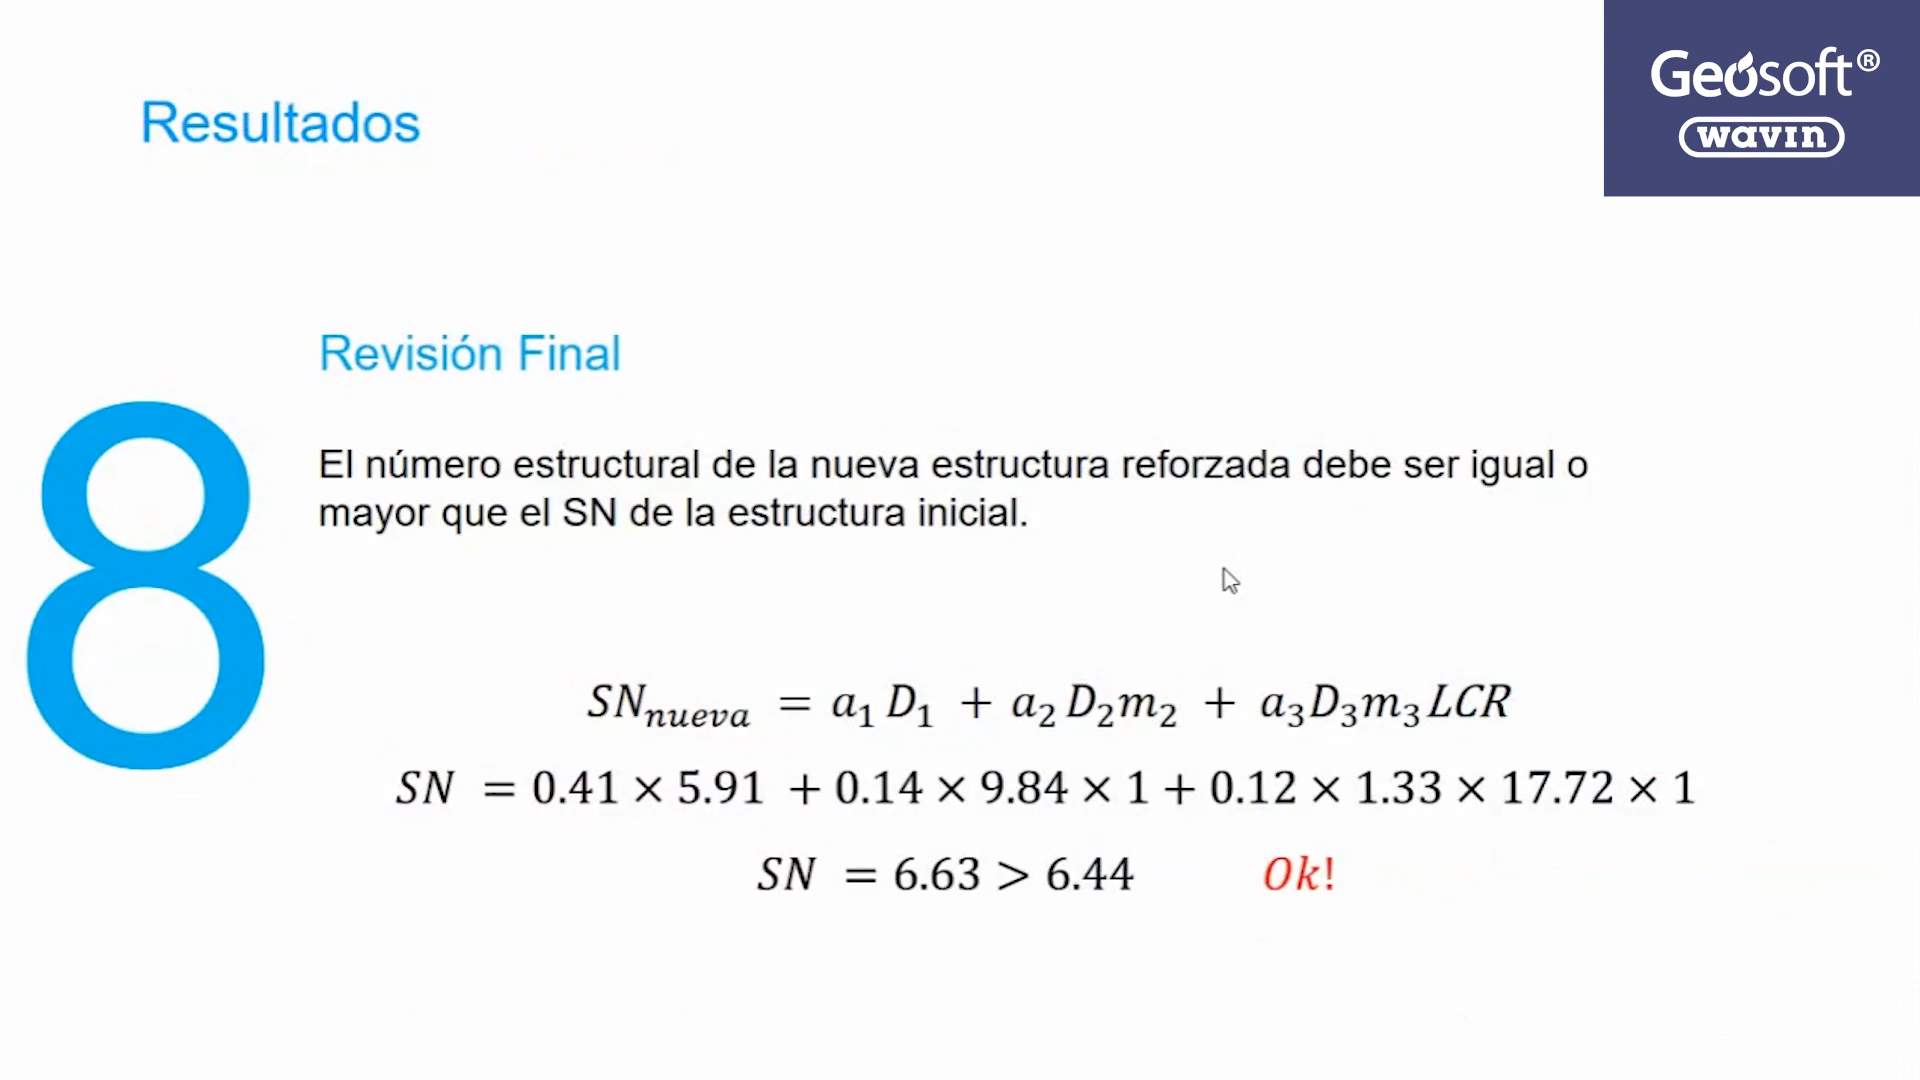 Geosoft®
wavin
Resultados
Revisión Final
8
El número estructural de la nueva estructura reforzada debe ser igual o
mayor que el SN de la estructura inicial.
SN_nueva = a₁ D₁ + a₂ D₂m₂ + a₃D₃m₃LCR
SN = 0.41 × 5.91 + 0.14 × 9.84 × 1 + 0.12 × 1.33 × 17.72 × 1
SN = 6.63 > 6.44 Ok!